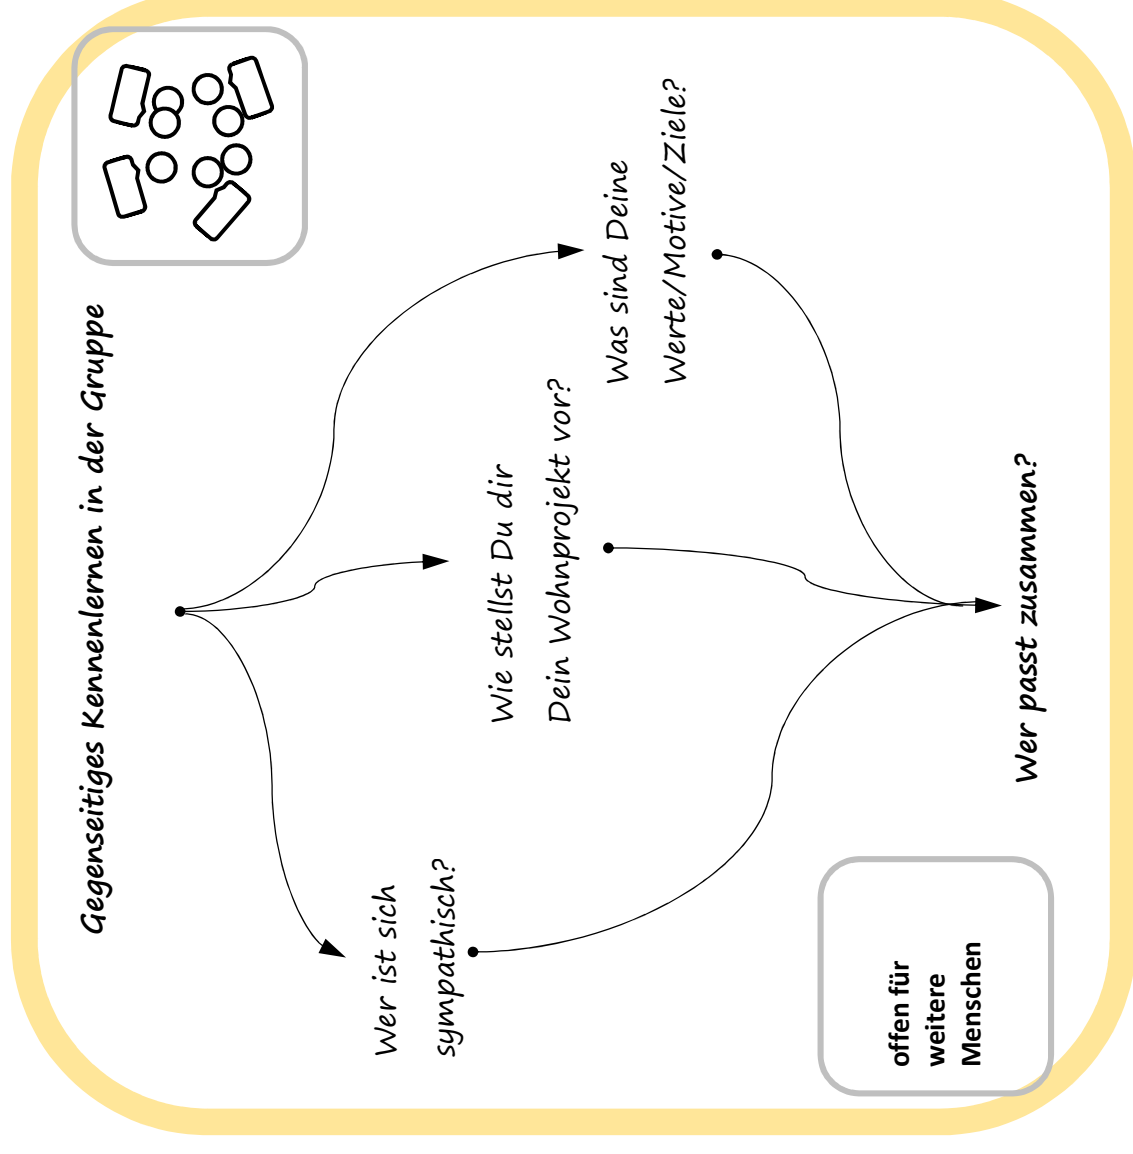 Gegenseitiges Kennenlernen in der Gruppe
Wer ist sich
sympathisch?
Wie stellst Du dir
Dein Wohnprojekt vor?
Was sind Deine
Werte/Motive/Ziele?
Wer passt zusammen?
offen für
weitere
Menschen